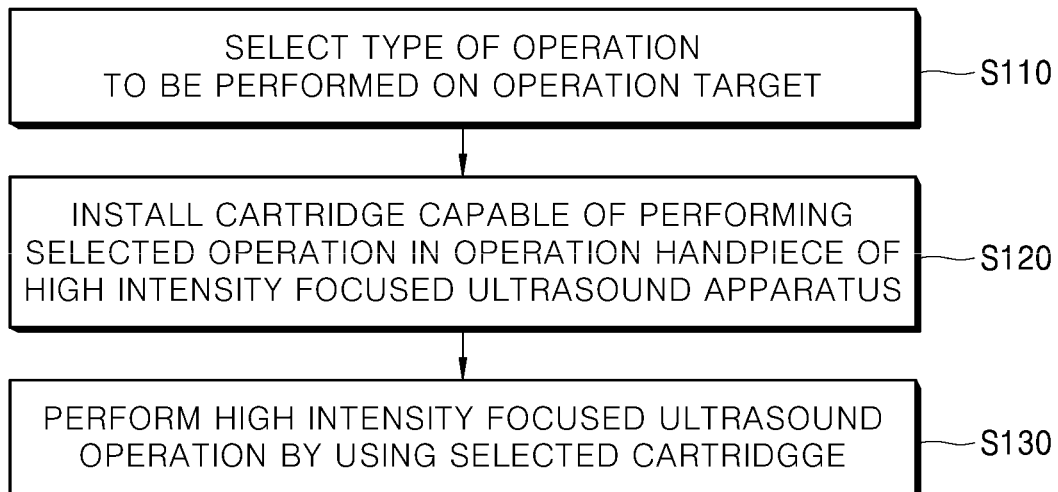 SELECT TYPE OF OPERATION
TO BE PERFORMED ON OPERATION TARGET
S110
INSTALL CARTRIDGE CAPABLE OF PERFORMING
SELECTED OPERATION IN OPERATION HANDPIECE OF
HIGH INTENSITY FOCUSED ULTRASOUND APPARATUS
S120
PERFORM HIGH INTENSITY FOCUSED ULTRASOUND
OPERATION BY USING SELECTED CARTRIDGGE
S130